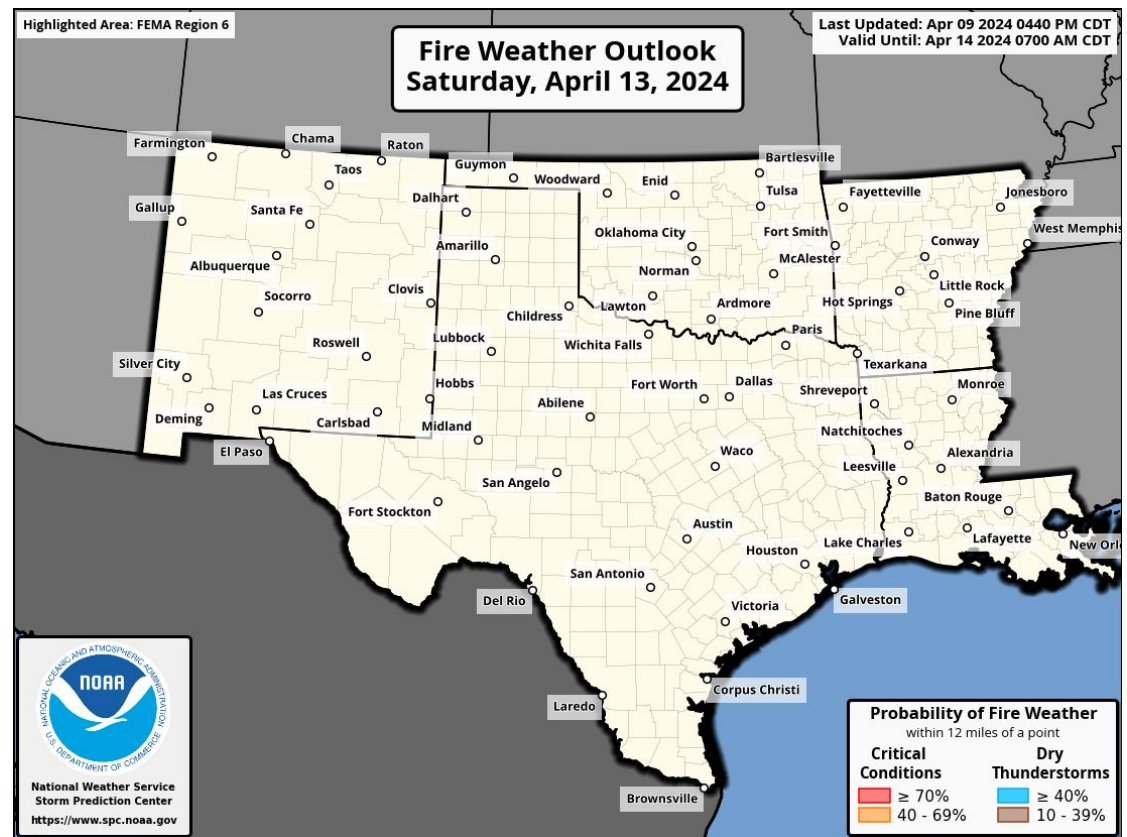 Highlighted Area: FEMA Region 6
Last Updated: Apr 09 2024 0440 PM CDT
Valid Until: Apr 14 2024 0700 AM CDT
Fire Weather Outlook
Saturday, April 13, 2024
Farmington
Chama
Raton
Taos
Guymon
Woodward
Enid
Bartlesville
Tulsa
Fayetteville
Jonesboro
Gallup
Santa Fe
Dalhart
Albuquerque
Amarillo
Oklahoma City
Fort Smith
Conway
West Memphis
Norman
McAlester
Socorro
Clovis
Little Rock
Childress
Lawton
Ardmore
Hot Springs
Pine Bluff
Roswell
Lubbock
Wichita Falls
Paris
Silver City
Texarkana
Las Cruces
Hobbs
Fort Worth
Dallas
Shreveport
Monroe
Deming
Carlsbad
Abilene
Midland
Natchitoches
El Paso
Waco
Alexandria
Leesville
San Angelo
Baton Rouge
Fort Stockton
Austin
Lake Charles
Lafayette
New Orl
Houston
San Antonio
Del Rio
Victoria
Galveston
Corpus Christi
Laredo
Brownsville
NATIONAL OCEANIC AND ATMOSPHERIC ADMINISTRATION
NOAA
U.S. DEPARTMENT OF COMMERCE
National Weather Service
Storm Prediction Center
https://www.spc.noaa.gov
Probability of Fire Weather
within 12 miles of a point
Critical
Conditions
≥ 70%
40 - 69%
Dry
Thunderstorms
≥ 40%
10 - 39%